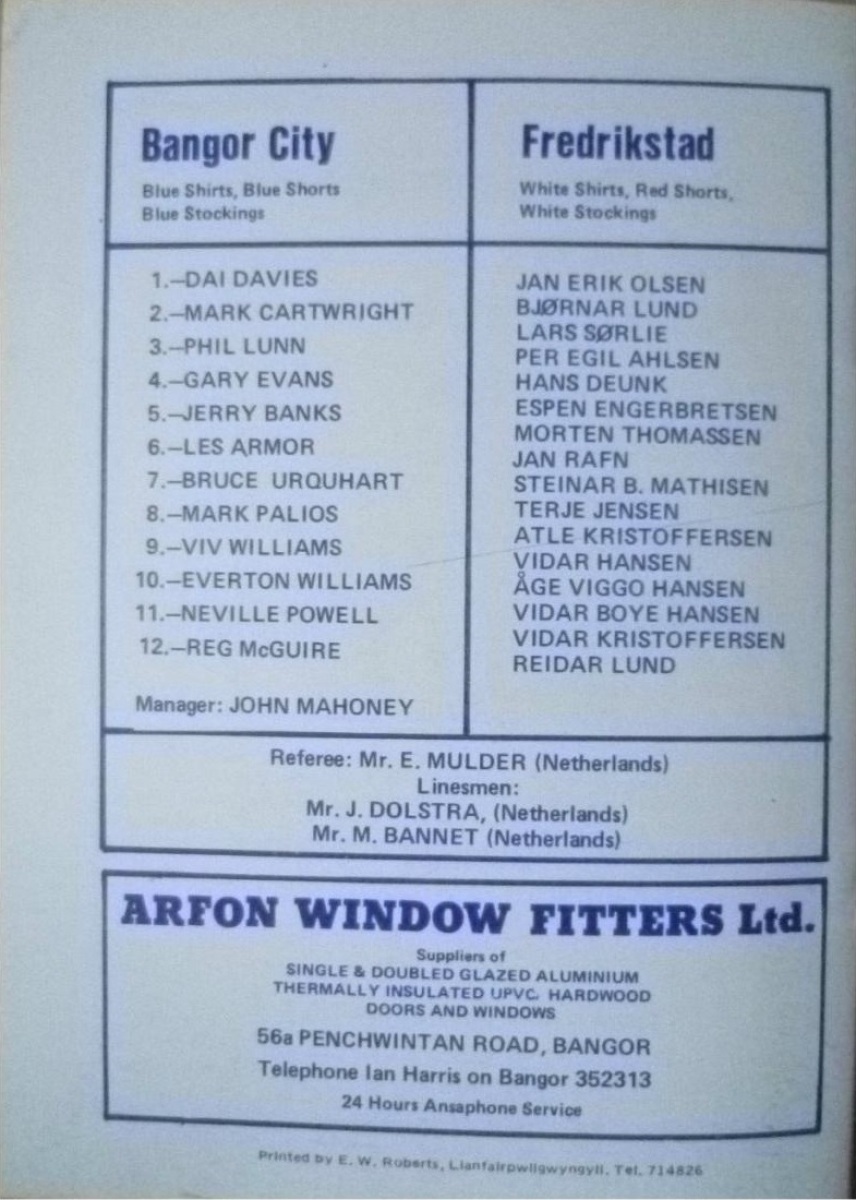 Bangor City
Blue Shirts, Blue Shorts
Blue Stockings
1.—DAI DAVIES
2.—MARK CARTWRIGHT
3.—PHIL LUNN
4.—GARY EVANS
5.—JERRY BANKS
6.—LES ARMOR
7.—BRUCE URQUHART
8.—MARK PALIOS
9.—VIV WILLIAMS
10.—EVERTON WILLIAMS
11.—NEVILLE POWELL
12.—REG McGUIRE
Manager: JOHN MAHONEY
Fredrikstad
White Shirts, Red Shorts,
White Stockings
JAN ERIK OLSEN
BJØRNAR LUND
LARS SØRLIE
PER EGIL AHLSEN
HANS DEUNK
ESPEN ENGERBRETSEN
MORTEN THOMASSEN
JAN RAFN
STEINAR B. MATHISEN
TERJE JENSEN
ATLE KRISTOFFERSEN
VIDAR HANSEN
ÅGE VIGGO HANSEN
VIDAR BOYE HANSEN
VIDAR KRISTOFFERSEN
REIDAR LUND
Referee: Mr. E. MULDER (Netherlands)
Linesmen:
Mr. J. DOLSTRA, (Netherlands)
Mr. M. BANNET (Netherlands)
ARFON WINDOW FITTERS Ltd.
Suppliers of
SINGLE & DOUBLED GLAZED ALUMINIUM
THERMALLY INSULATED UPVC. HARDWOOD
DOORS AND WINDOWS
56a PENCHWINTAN ROAD, BANGOR
Telephone Ian Harris on Bangor 352313
24 Hours Ansaphone Service
Printed by E. W. Roberts, Llanfairpwllgwyngyll. Tel. 714826